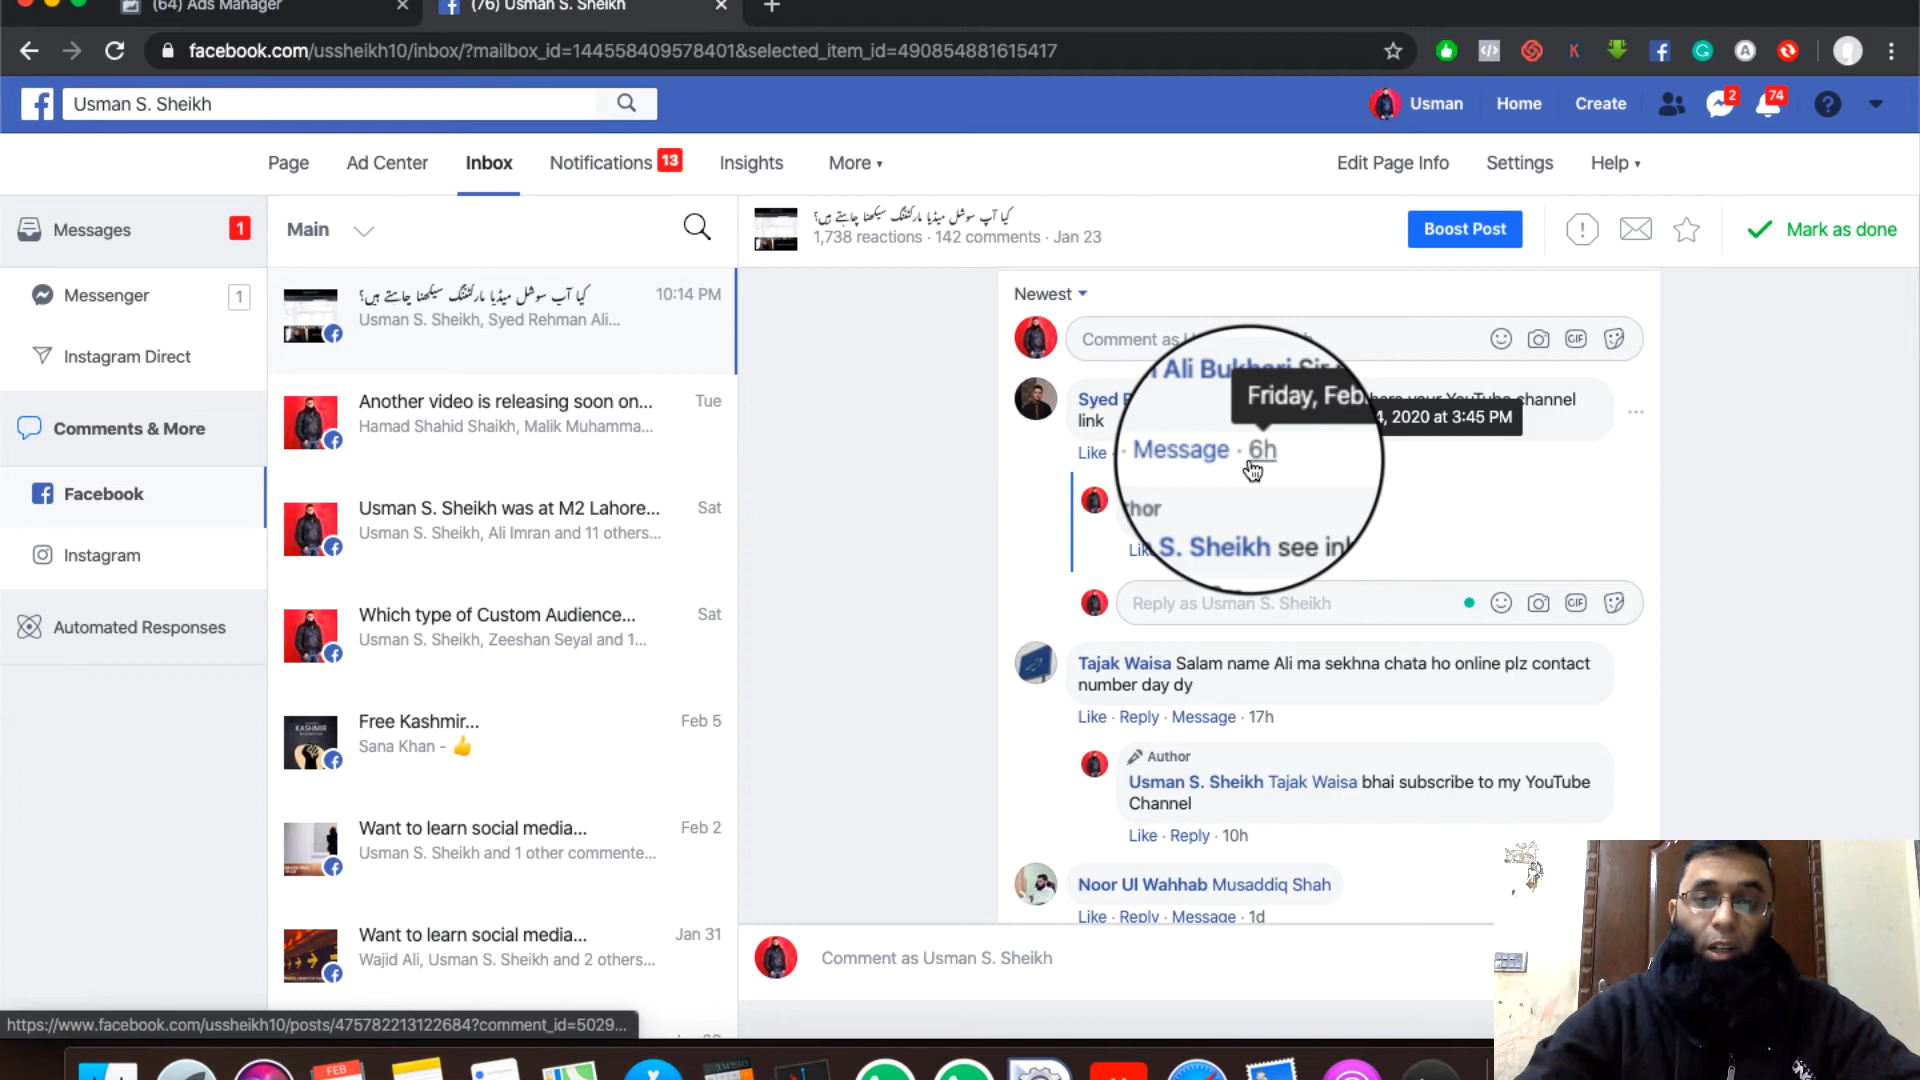 (64) Ads Manager
(76) Usman S. Sheikh
facebook.com/ussheikh10/inbox/?mailbox_id=144558409578401&selected_item_id=490854881615417
Usman S. Sheikh
Usman
Home
Create
2
74
Page
Ad Center
Inbox
Notifications 13
Insights
More
Edit Page Info
Settings
Help
Messages 1
Messenger 1
Instagram Direct
Comments & More
Facebook
Instagram
Automated Responses
Main
کیا آپ سوشل میڈیا مارکٹنگ سیکھنا چاہتے ہیں؟
10:14 PM
Usman S. Sheikh, Syed Rehman Ali...
Another video is releasing soon on...
Tue
Hamad Shahid Shaikh, Malik Muhamma...
Usman S. Sheikh was at M2 Lahore...
Sat
Usman S. Sheikh, Ali Imran and 11 others...
Which type of Custom Audience...
Sat
Usman S. Sheikh, Zeeshan Seyal and 1...
KASHMIR
Free Kashmir...
Feb 5
Sana Khan - 👍
Want to learn social media...
Feb 2
Usman S. Sheikh and 1 other commente...
Want to learn social media...
Jan 31
Wajid Ali, Usman S. Sheikh and 2 others...
کیا آپ سوشل میڈیا مارکٹنگ سیکھنا چاہتے ہیں؟
1,738 reactions · 142 comments · Jan 23
Boost Post
Mark as done
Newest
Comment as
GIF
Ali Bukhari Sir
Syed
your YouTube channel
link
Friday, Feb.
4, 2020 at 3:45 PM
Like
· Message · 6h
thor
S. Sheikh see in
Reply as Usman S. Sheikh
GIF
Tajak Waisa Salam name Ali ma sekhna chata ho online plz contact
number day dy
Like · Reply · Message · 17h
Author
Usman S. Sheikh Tajak Waisa bhai subscribe to my YouTube
Channel
Like · Reply · 10h
Noor Ul Wahhab Musaddiq Shah
Like · Reply · Message · 1d
Comment as Usman S. Sheikh
https://www.facebook.com/ussheikh10/posts/475782213122684?comment_id=5029...
FEB